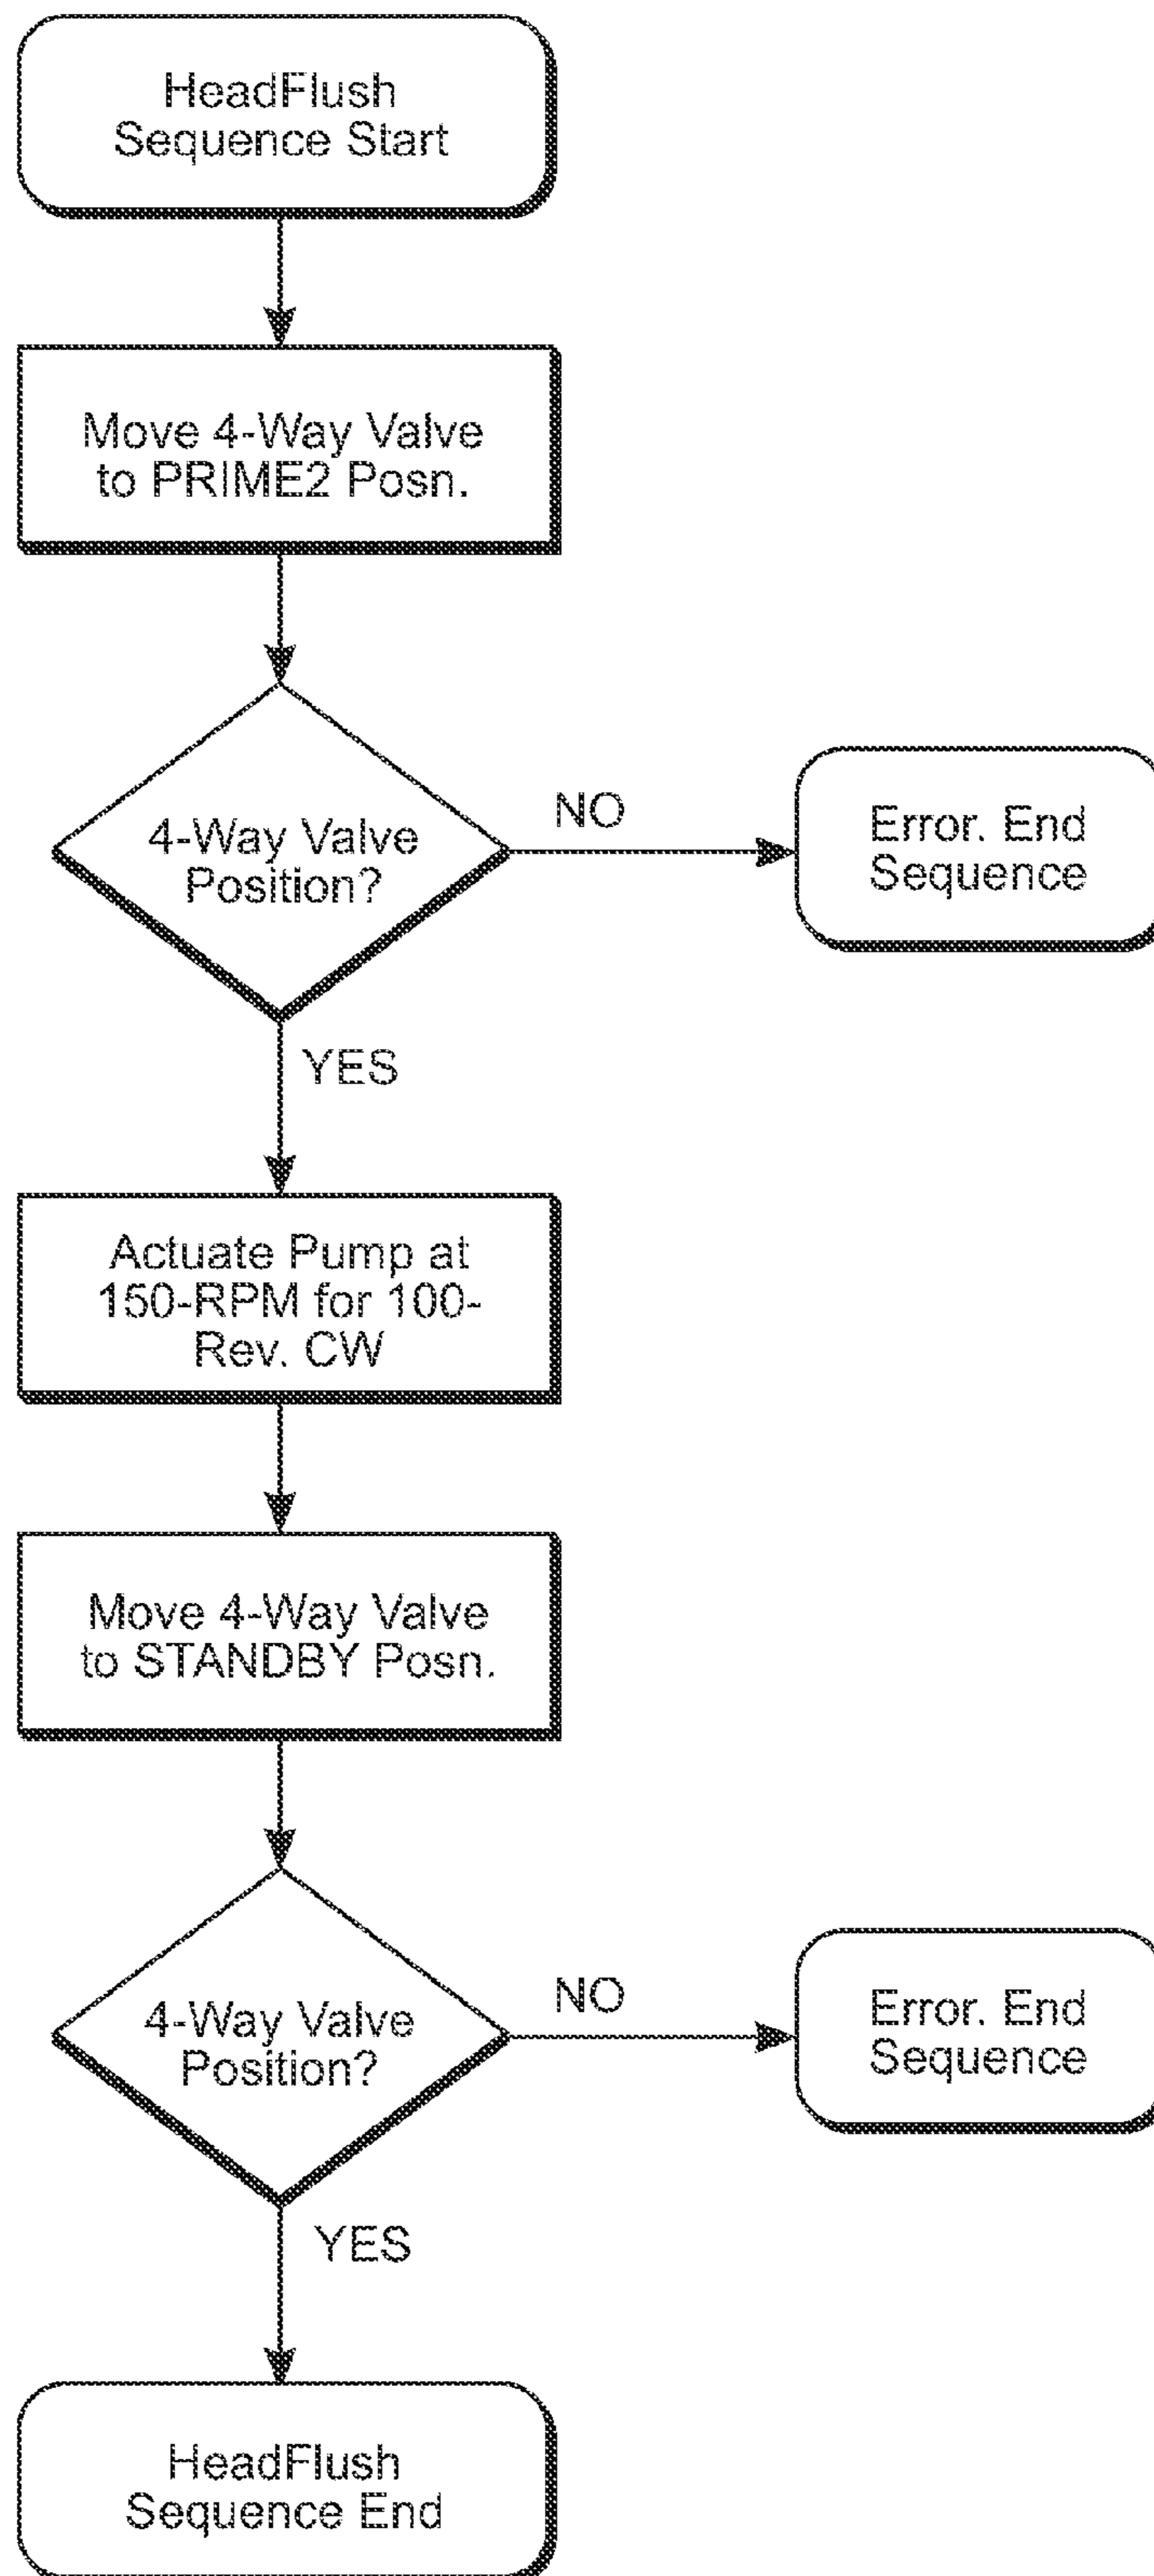 HeadFlush
Sequence Start
Move 4-Way Valve
to PRIME2 Posn.
4-Way Valve
Position?
NO
Error. End
Sequence
YES
Actuate Pump at
150-RPM for 100-
Rev. CW
Move 4-Way Valve
to STANDBY Posn.
4-Way Valve
Position?
NO
Error. End
Sequence
YES
HeadFlush
Sequence End